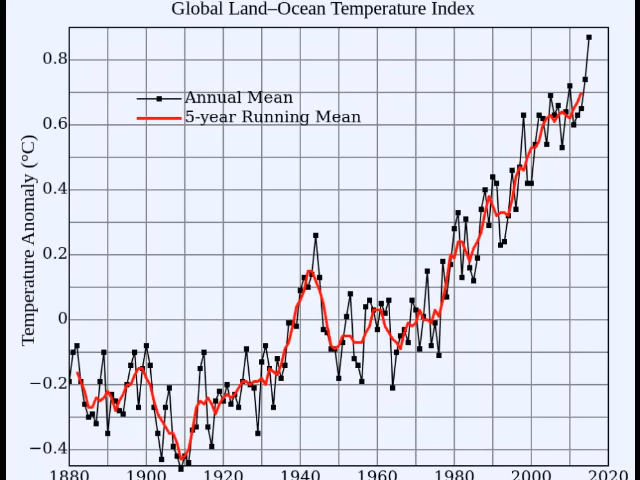 Global Land–Ocean Temperature Index
Temperature Anomaly (°C)
Annual Mean
5-year Running Mean
0.8
0.6
0.4
0.2
0
−0.2
−0.4
1880 1900 1920 1940 1960 1980 2000 2020